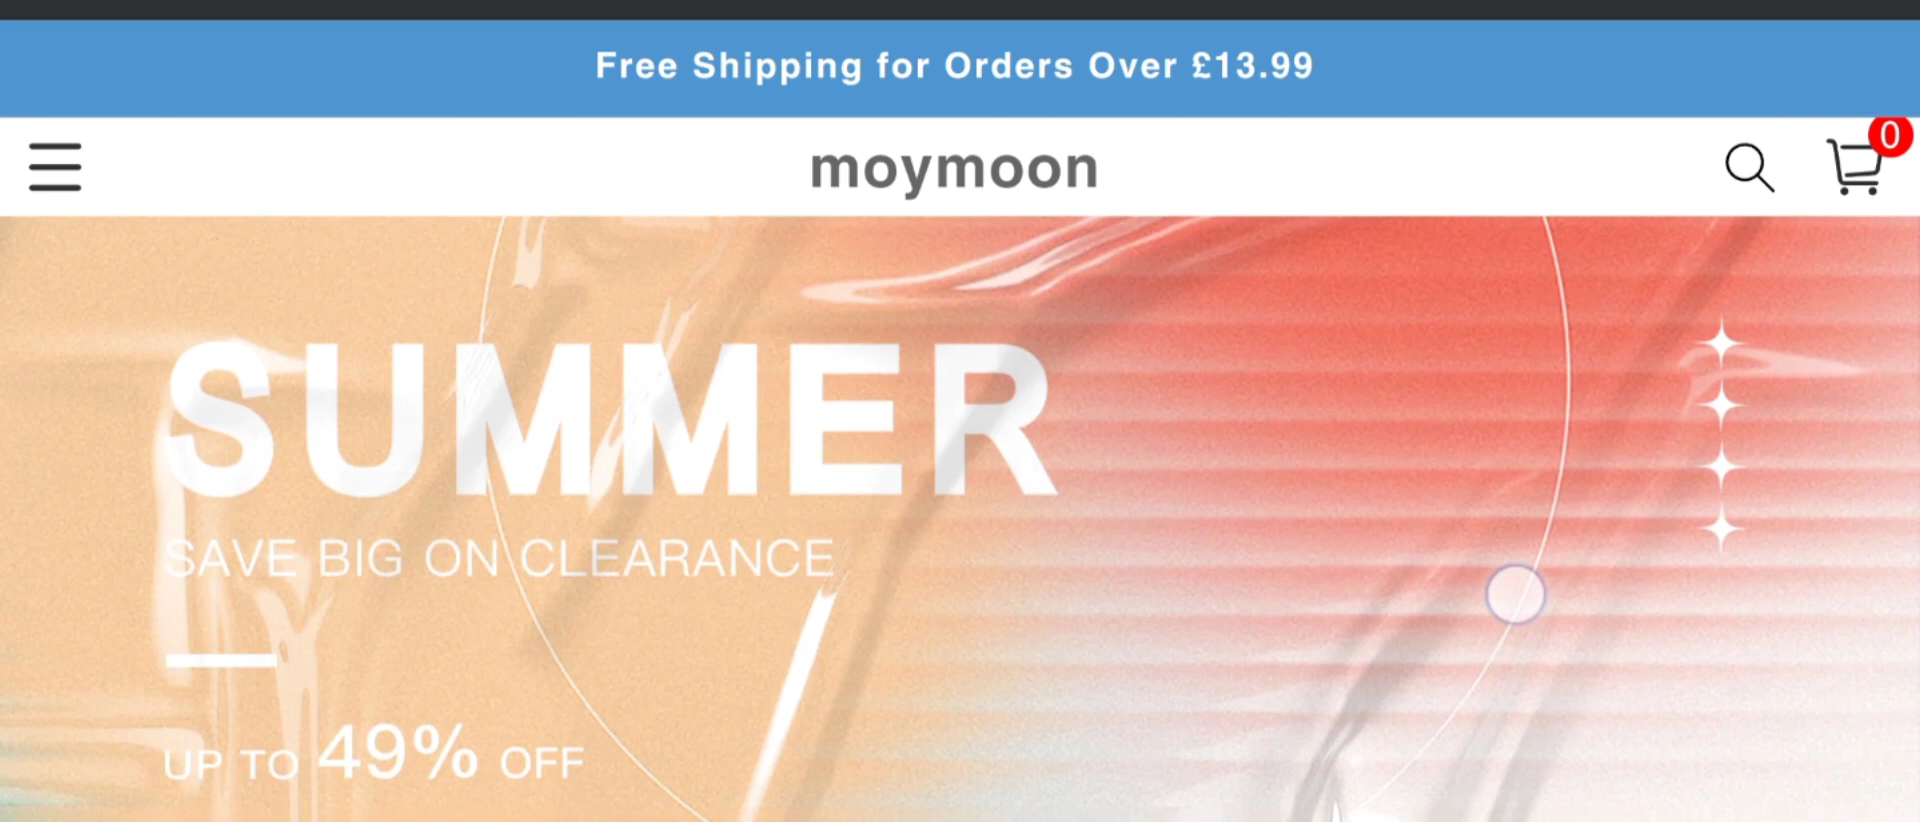 Free Shipping for Orders Over £13.99
moymoon
0
SUMMER
SAVE BIG ON CLEARANCE
UP TO 49% OFF